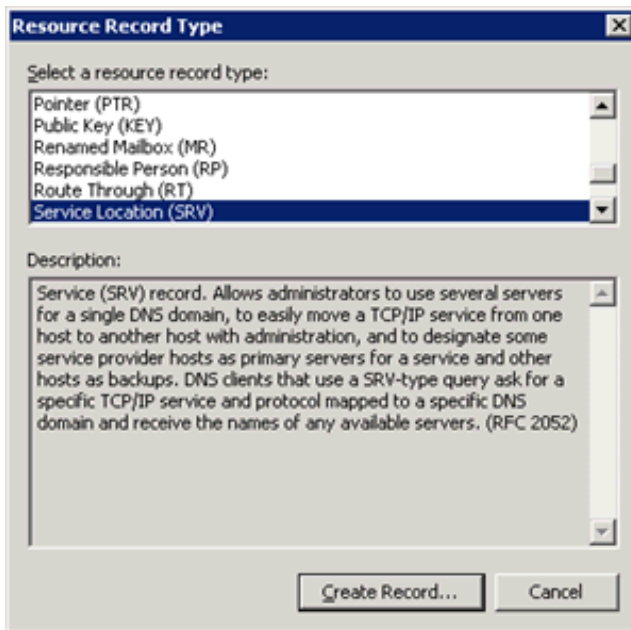 Resource Record Type
Select a resource record type:
Pointer (PTR)
Public Key (KEY)
Renamed Mailbox (MR)
Responsible Person (RP)
Route Through (RT)
Service Location (SRV)
Description:
Service (SRV) record. Allows administrators to use several servers
for a single DNS domain, to easily move a TCP/IP service from one
host to another host with administration, and to designate some
service provider hosts as primary servers for a service and other
hosts as backups. DNS clients that use a SRV-type query ask for a
specific TCP/IP service and protocol mapped to a specific DNS
domain and receive the names of any available servers. (RFC 2052)
Create Record... Cancel